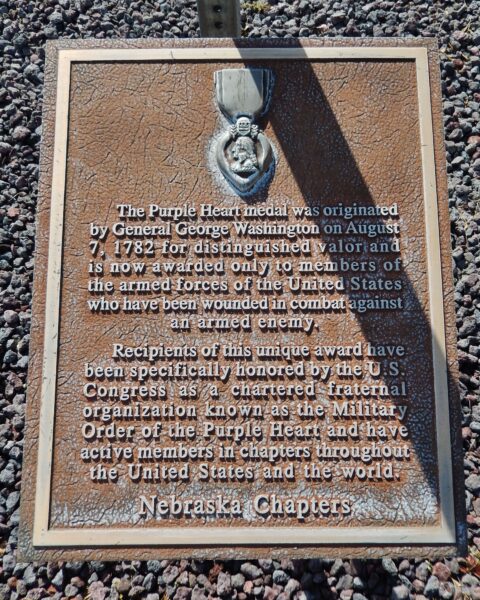 The Purple Heart medal was originated
by General George Washington on August
7, 1782 for distinguished valor and
is now awarded only to members of
the armed forces of the United States
who have been wounded in combat against
an armed enemy.
Recipients of this unique award have
been specifically honored by the U.S.
Congress as a chartered fraternal
organization known as the Military
Order of the Purple Heart and have
active members in chapters throughout
the United States and the world.
Nebraska Chapters